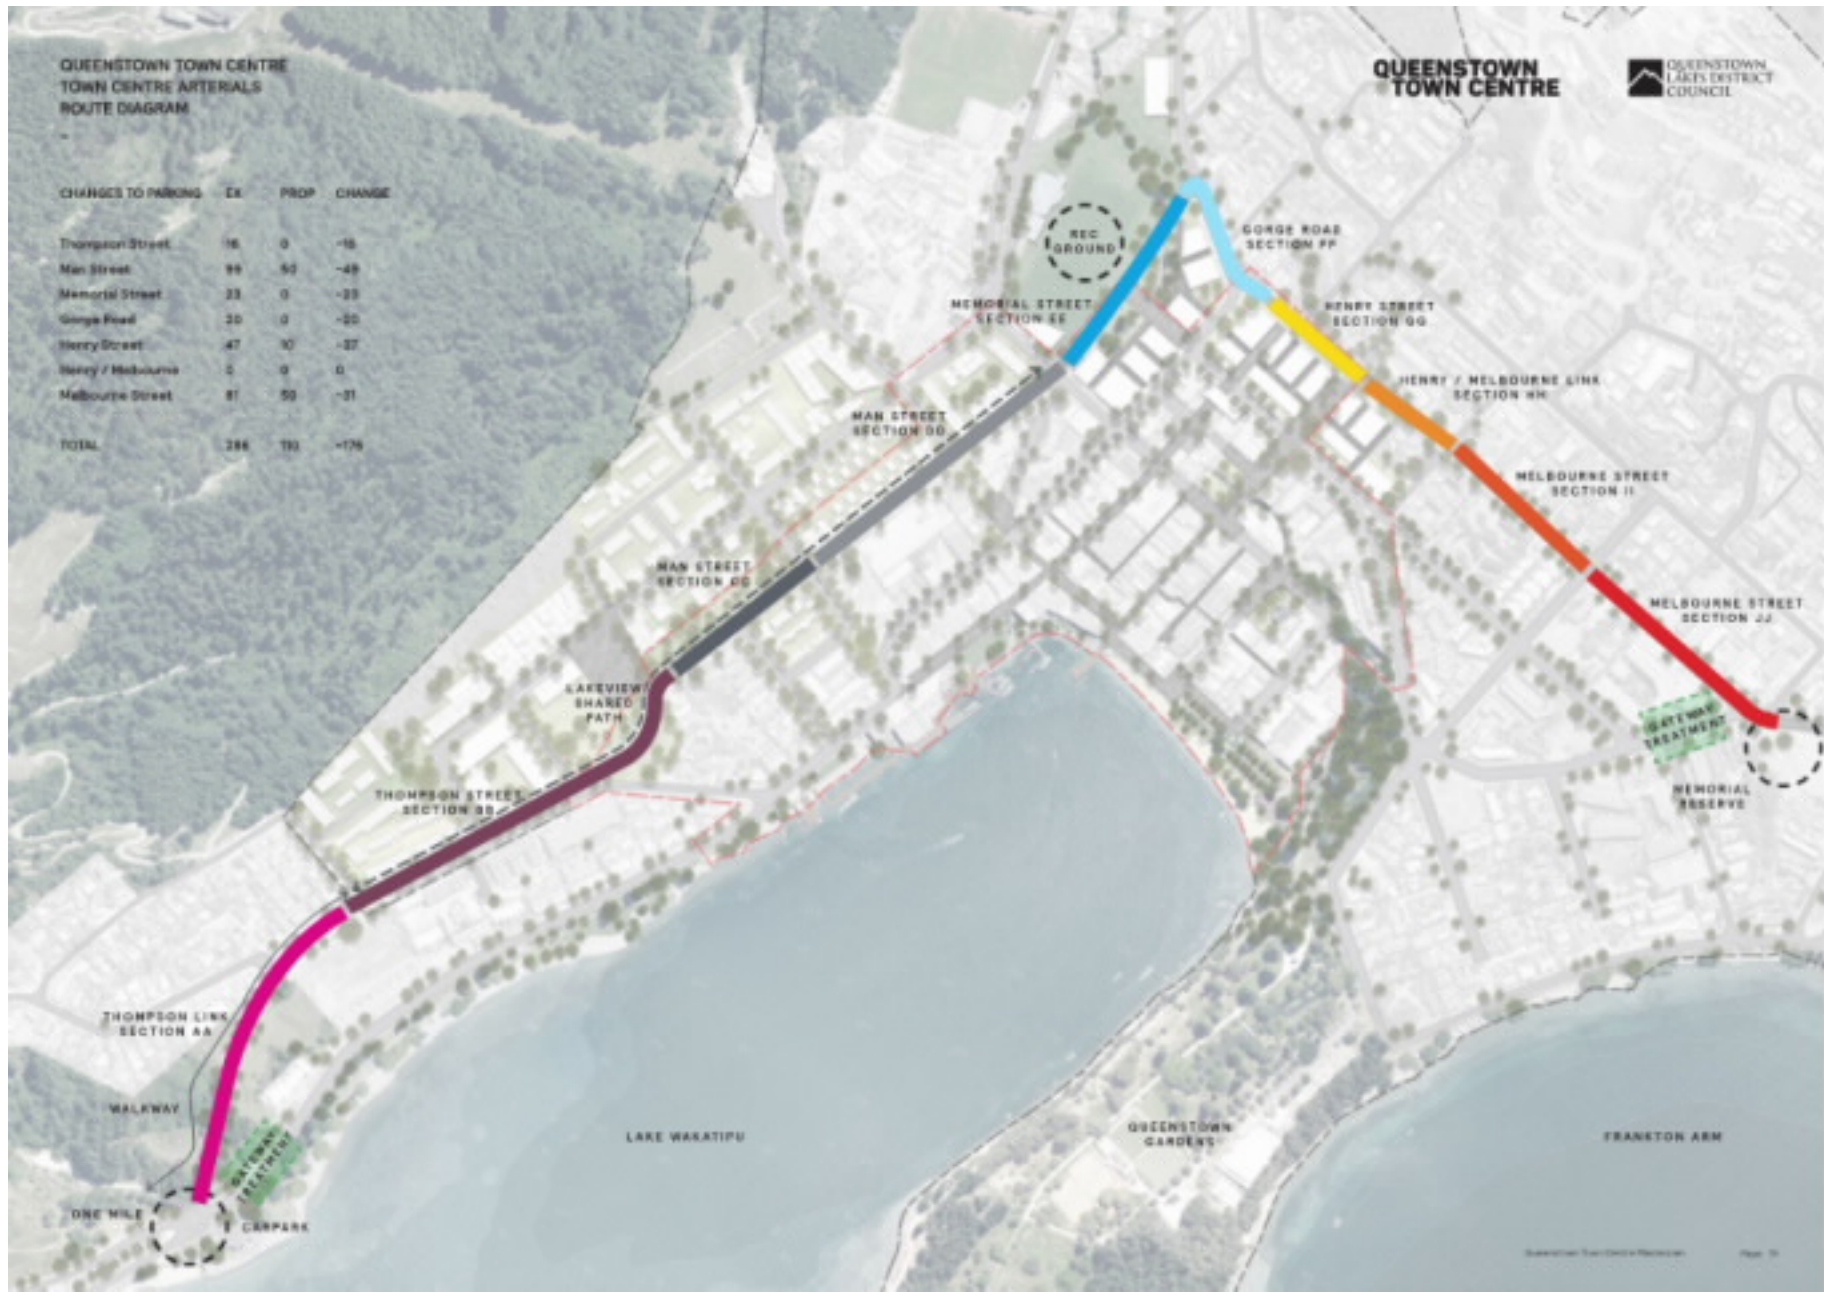 QUEENSTOWN TOWN CENTRE
TOWN CENTRE ARTERIALS
ROUTE DIAGRAM
–
CHANGES TO PARKING EX PROP CHANGE
Thompson Street 16 0 -16
Man Street 99 50 -49
Memorial Street 23 0 -23
Gorge Road 20 0 -20
Henry Street 47 10 -37
Henry / Melbourne 0 0 0
Melbourne Street 81 50 -31
TOTAL 286 110 -176
QUEENSTOWN
TOWN CENTRE
QUEENSTOWN
LAKES DISTRICT
COUNCIL
REC
GROUND
GORGE ROAD
SECTION FF
MEMORIAL STREET
SECTION EE
HENRY STREET
SECTION GG
HENRY / MELBOURNE LINK
SECTION HH
MAN STREET
SECTION DD
MELBOURNE STREET
SECTION II
MAN STREET
SECTION CC
MELBOURNE STREET
SECTION JJ
LAKEVIEW
SHARED
PATH
GATEWAY
TREATMENT
MEMORIAL
RESERVE
THOMPSON STREET
SECTION BB
THOMPSON LINK
SECTION AA
WALKWAY
GATEWAY
TREATMENT
LAKE WAKATIPU
QUEENSTOWN
GARDENS
FRANKTON ARM
ONE MILE
CARPARK
Queenstown Town Centre Masterplan
Page